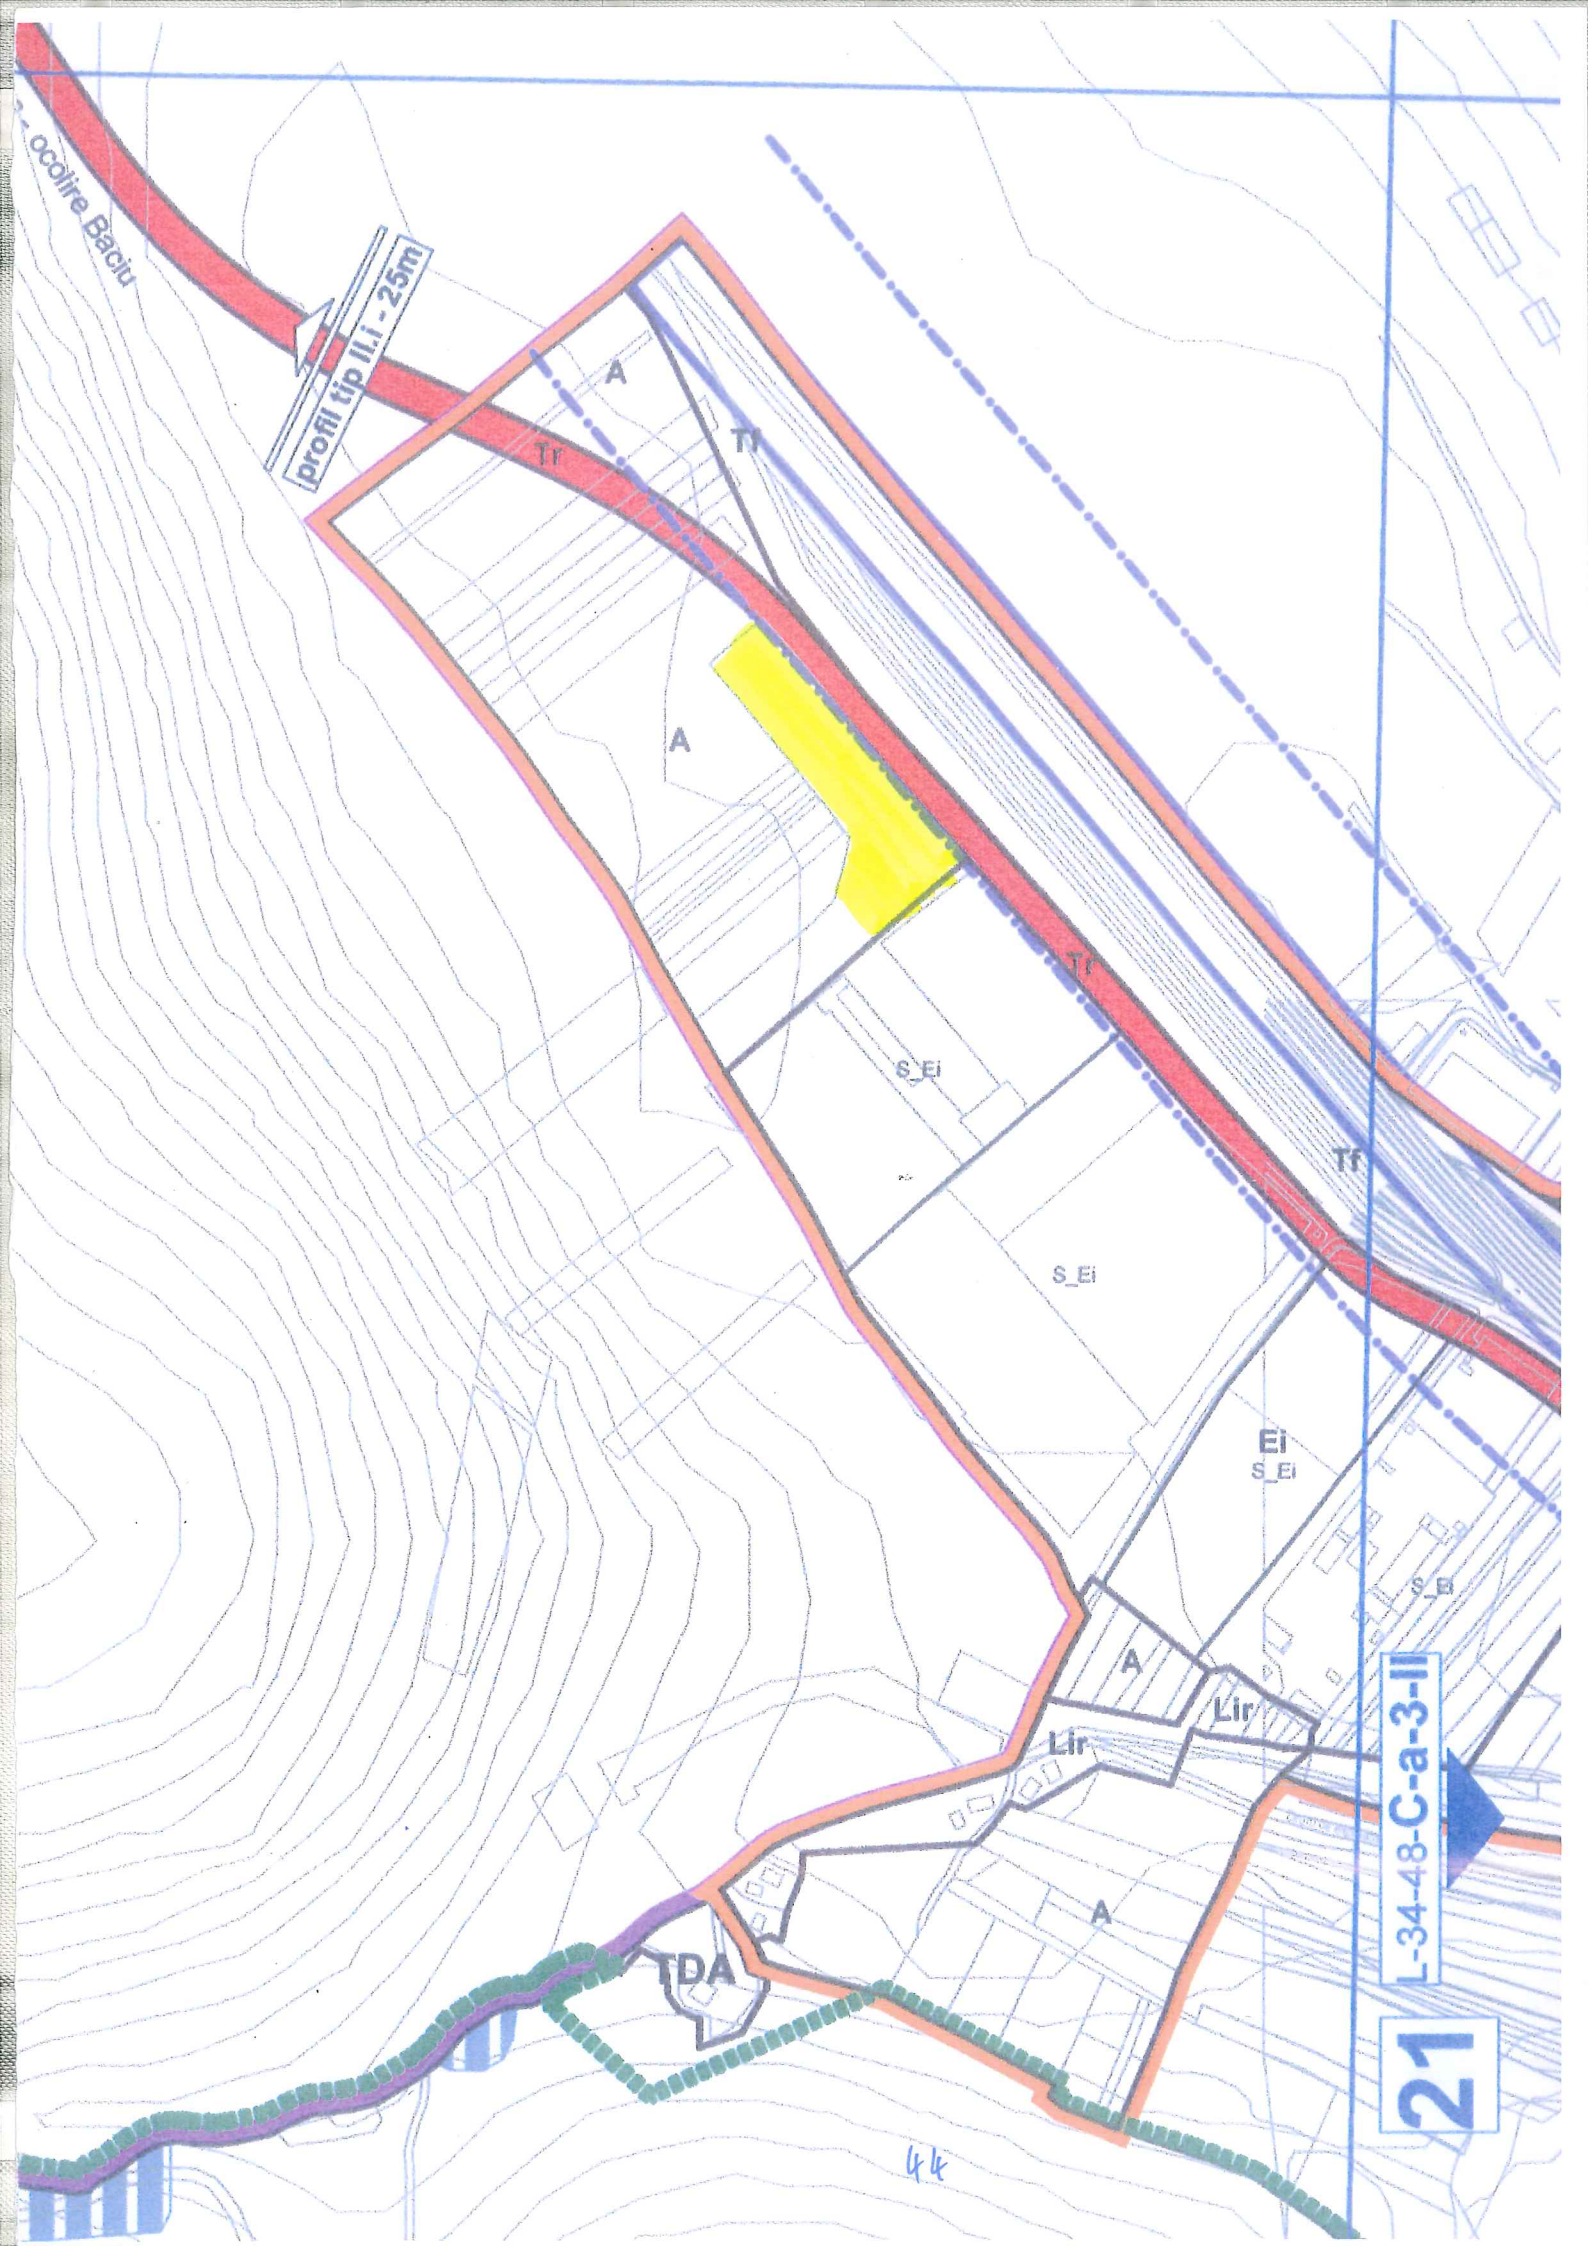 - ocolire Baciu
profil tip II.i - 25m
A
Tf
Tr
A
Tr
S_Ei
Tf
S_Ei
Ei
S_Ei
S_Ei
A
Lir
Lir
A
TDA
L-34-48-C-a-3-II
21
44